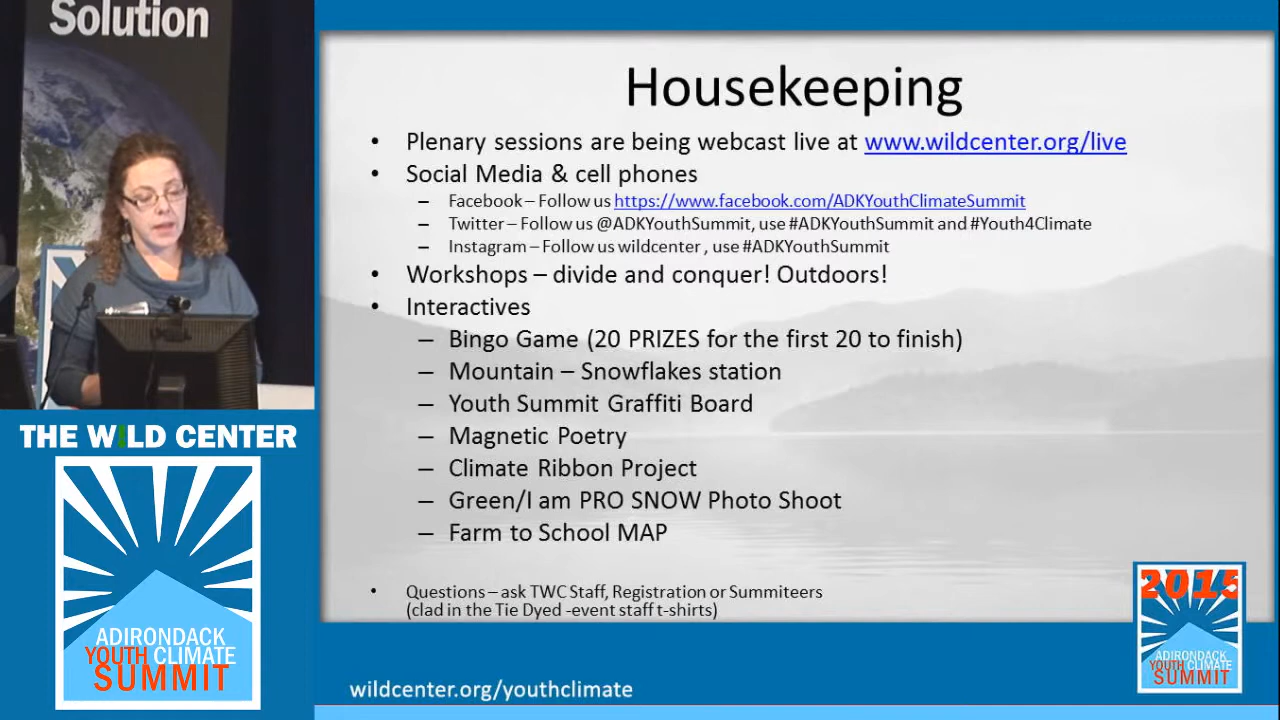 Solution
Housekeeping
• Plenary sessions are being webcast live at www.wildcenter.org/live
• Social Media & cell phones
– Facebook – Follow us https://www.facebook.com/ADKYouthClimateSummit
– Twitter – Follow us @ADKYouthSummit, use #ADKYouthSummit and #Youth4Climate
– Instagram – Follow us wildcenter , use #ADKYouthSummit
• Workshops – divide and conquer! Outdoors!
• Interactives
– Bingo Game (20 PRIZES for the first 20 to finish)
– Mountain – Snowflakes station
– Youth Summit Graffiti Board
– Magnetic Poetry
– Climate Ribbon Project
– Green/I am PRO SNOW Photo Shoot
– Farm to School MAP
• Questions – ask TWC Staff, Registration or Summiteers
(clad in the Tie Dyed -event staff t-shirts)
THE WILD CENTER
ADIRONDACK
YOUTH CLIMATE
SUMMIT
2015
ADIRONDACK
YOUTH CLIMATE
SUMMIT
wildcenter.org/youthclimate